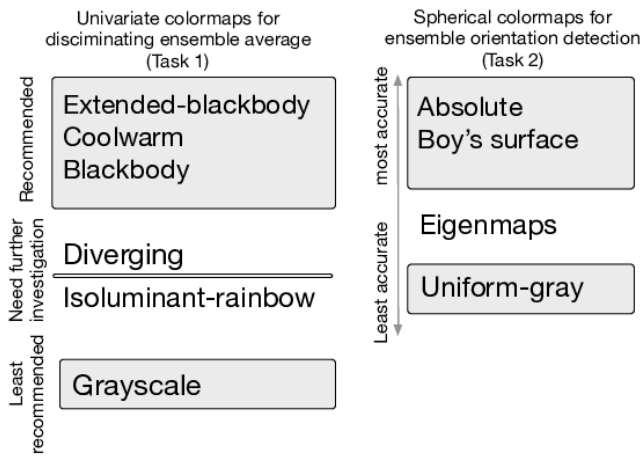 Univariate colormaps for
disciminating ensemble average
(Task 1)
Recommended
Extended-blackbody
Coolwarm
Blackbody
Need further
investigation
Diverging
Isoluminant-rainbow
Least
recommended
Grayscale
Spherical colormaps for
ensemble orientation detection
(Task 2)
most accurate
Absolute
Boy's surface
Eigenmaps
Least accurate
Uniform-gray